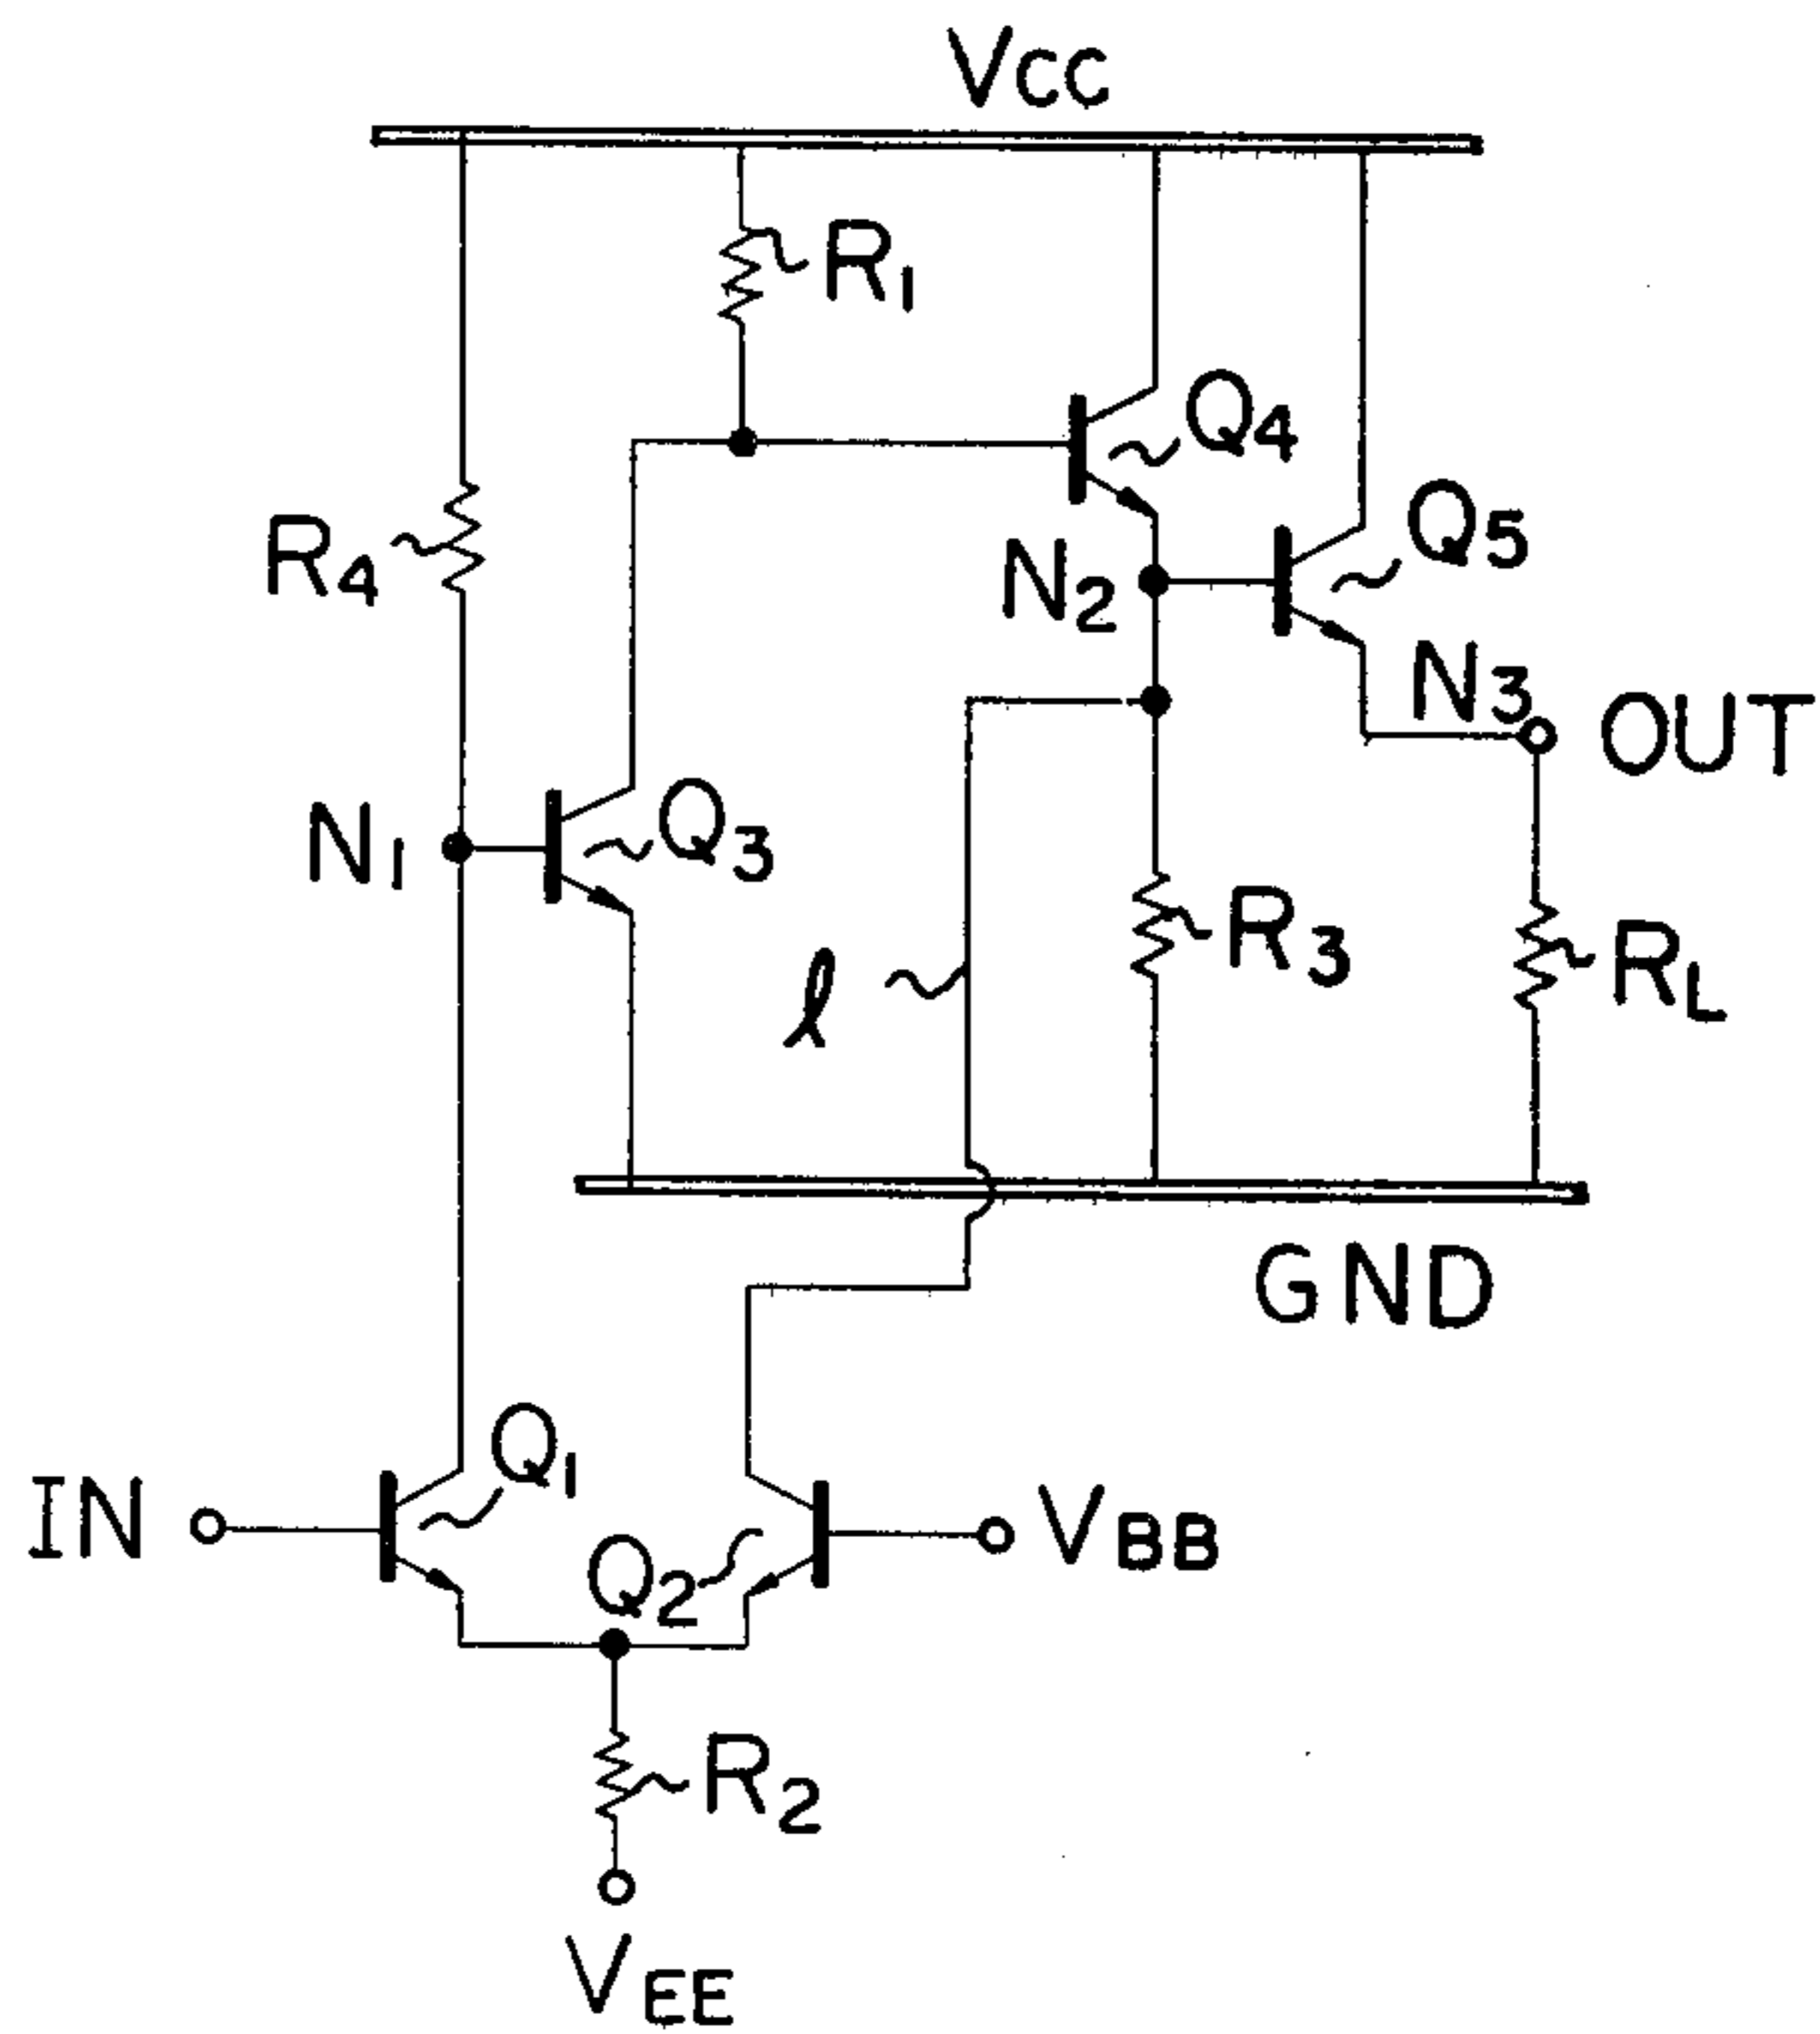 VCC
R1
Q4
R4
Q5
N2
N3
OUT
N1
Q3
R3
RL
l
GND
Q1
IN
Q2
VBB
R2
VEE